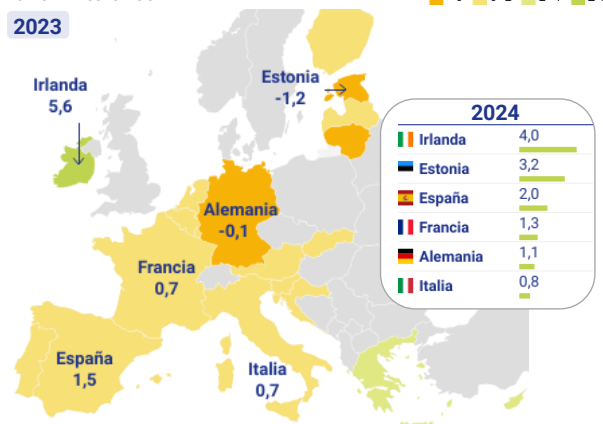 2023
Irlanda
5,6
Estonia
-1,2
Alemania
-0,1
Francia
0,7
España
1,5
Italia
0,7
2024
Irlanda 4,0
Estonia 3,2
España 2,0
Francia 1,3
Alemania 1,1
Italia 0,8